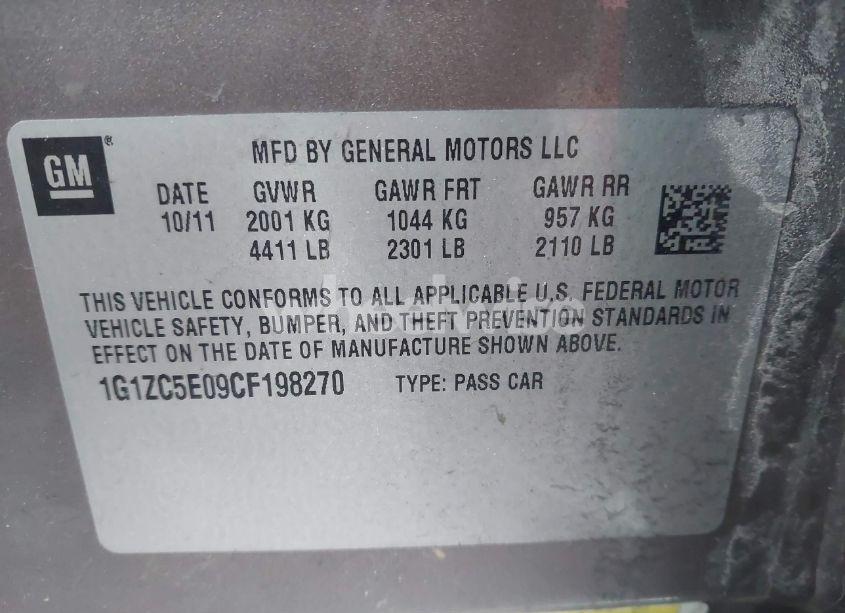 GM
MFD BY GENERAL MOTORS LLC
DATE GVWR GAWR FRT GAWR RR
10/11 2001 KG 1044 KG 957 KG
4411 LB 2301 LB 2110 LB
THIS VEHICLE CONFORMS TO ALL APPLICABLE U.S. FEDERAL MOTOR
VEHICLE SAFETY, BUMPER, AND THEFT PREVENTION STANDARDS IN
EFFECT ON THE DATE OF MANUFACTURE SHOWN ABOVE.
1G1ZC5E09CF198270 TYPE: PASS CAR